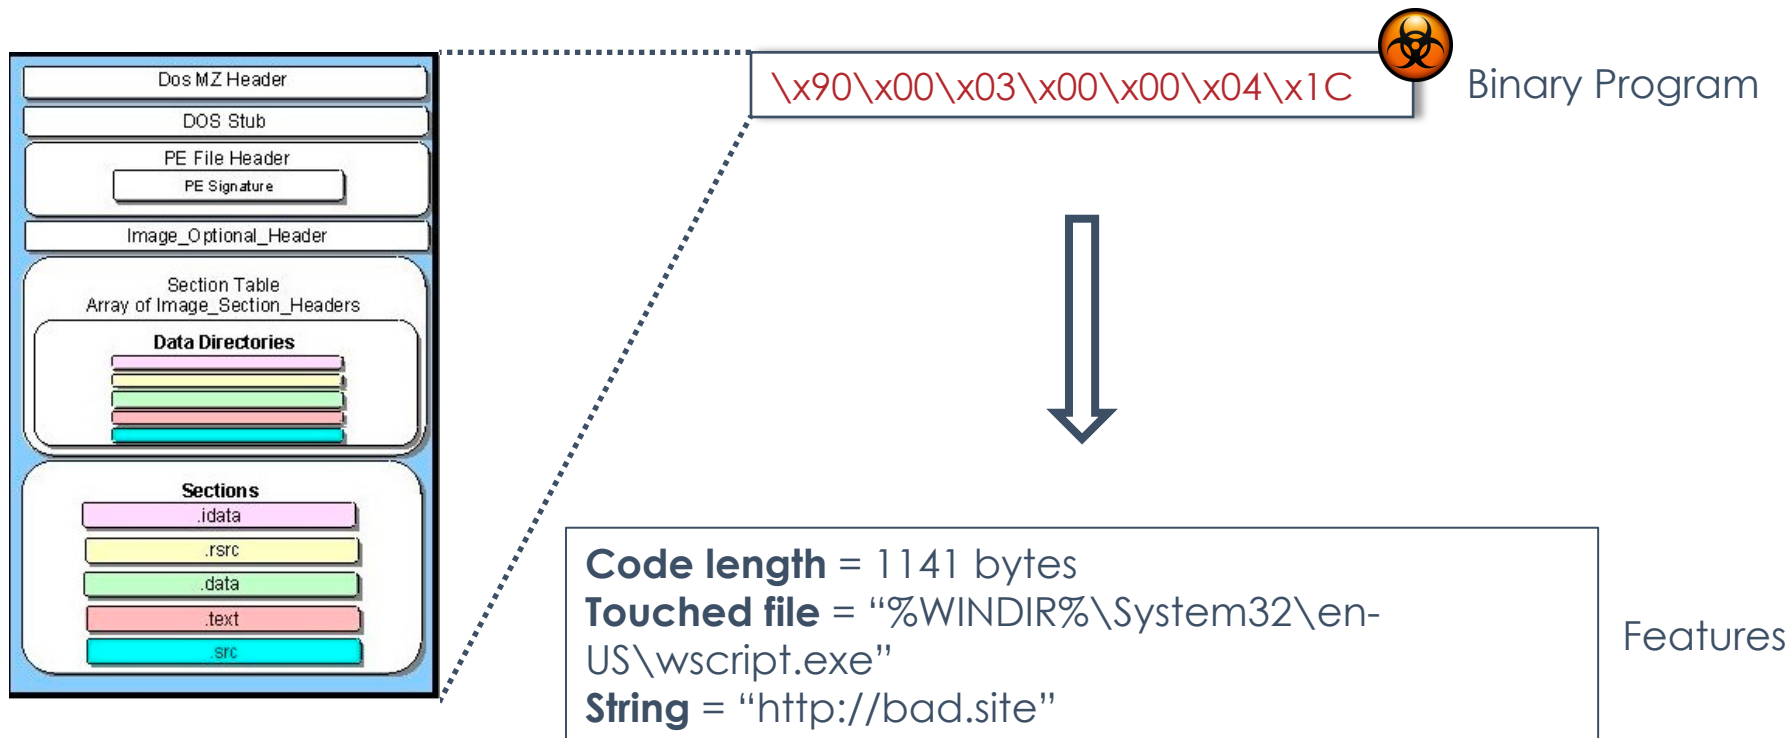 Dos MZ Header
DOS Stub
PE File Header
PE Signature
Image_Optional_Header
Section Table
Array of Image_Section_Headers
Data Directories
Sections
.idata
.rsrc
.data
.text
.src
\x90\x00\x03\x00\x00\x04\x1C
Binary Program
Code length = 1141 bytes
Touched file = “%WINDIR%\System32\en-
US\wscript.exe”
String = “http://bad.site”
Features